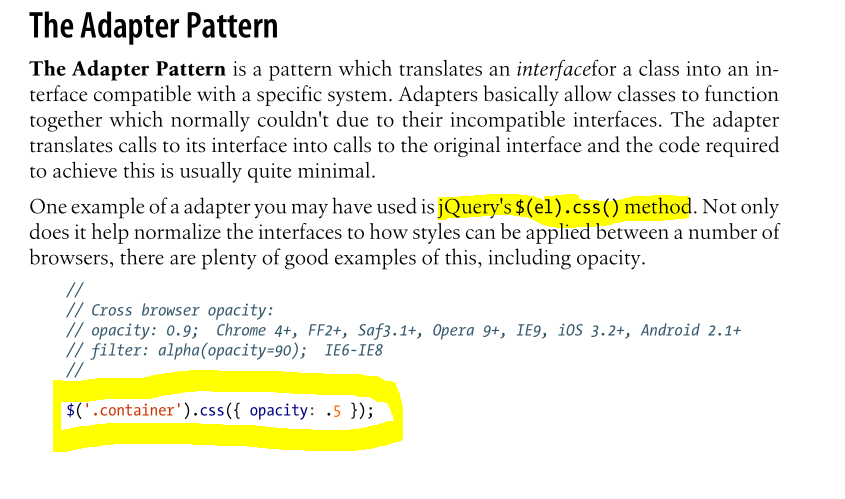 The Adapter Pattern
The Adapter Pattern is a pattern which translates an interfacefor a class into an in-
terface compatible with a specific system. Adapters basically allow classes to function
together which normally couldn't due to their incompatible interfaces. The adapter
translates calls to its interface into calls to the original interface and the code required
to achieve this is usually quite minimal.
One example of a adapter you may have used is jQuery's $(el).css() method. Not only
does it help normalize the interfaces to how styles can be applied between a number of
browsers, there are plenty of good examples of this, including opacity.
//
// Cross browser opacity:
// opacity: 0.9;  Chrome 4+, FF2+, Saf3.1+, Opera 9+, IE9, iOS 3.2+, Android 2.1+
// filter: alpha(opacity=90);  IE6-IE8
//
$('.container').css({ opacity: .5 });